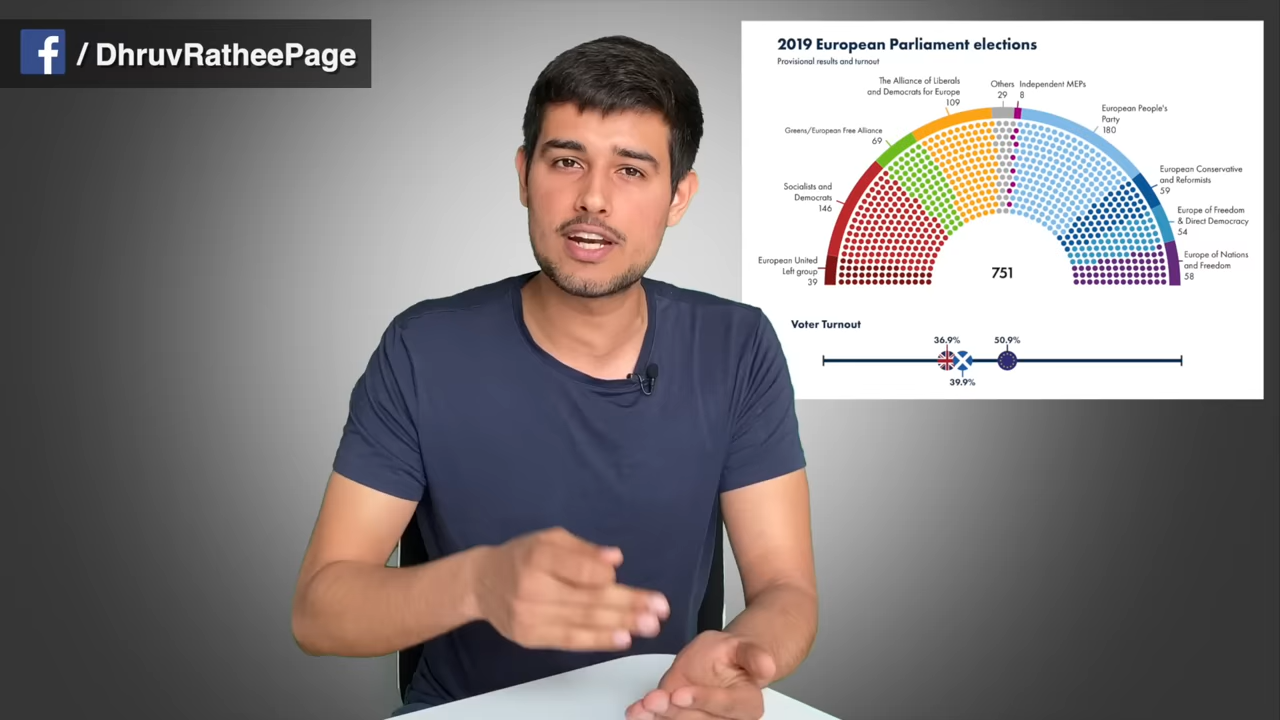 f / DhruvRatheePage
2019 European Parliament elections
Provisional results and turnout
The Alliance of Liberals
and Democrats for Europe
109
Others
29
Independent MEPs
8
European People's
Party
180
Greens/European Free Alliance
69
European Conservative
and Reformists
59
Socialists and
Democrats
146
Europe of Freedom
& Direct Democracy
54
European United
Left group
39
Europe of Nations
and Freedom
58
751
Voter Turnout
36.9%
50.9%
39.9%